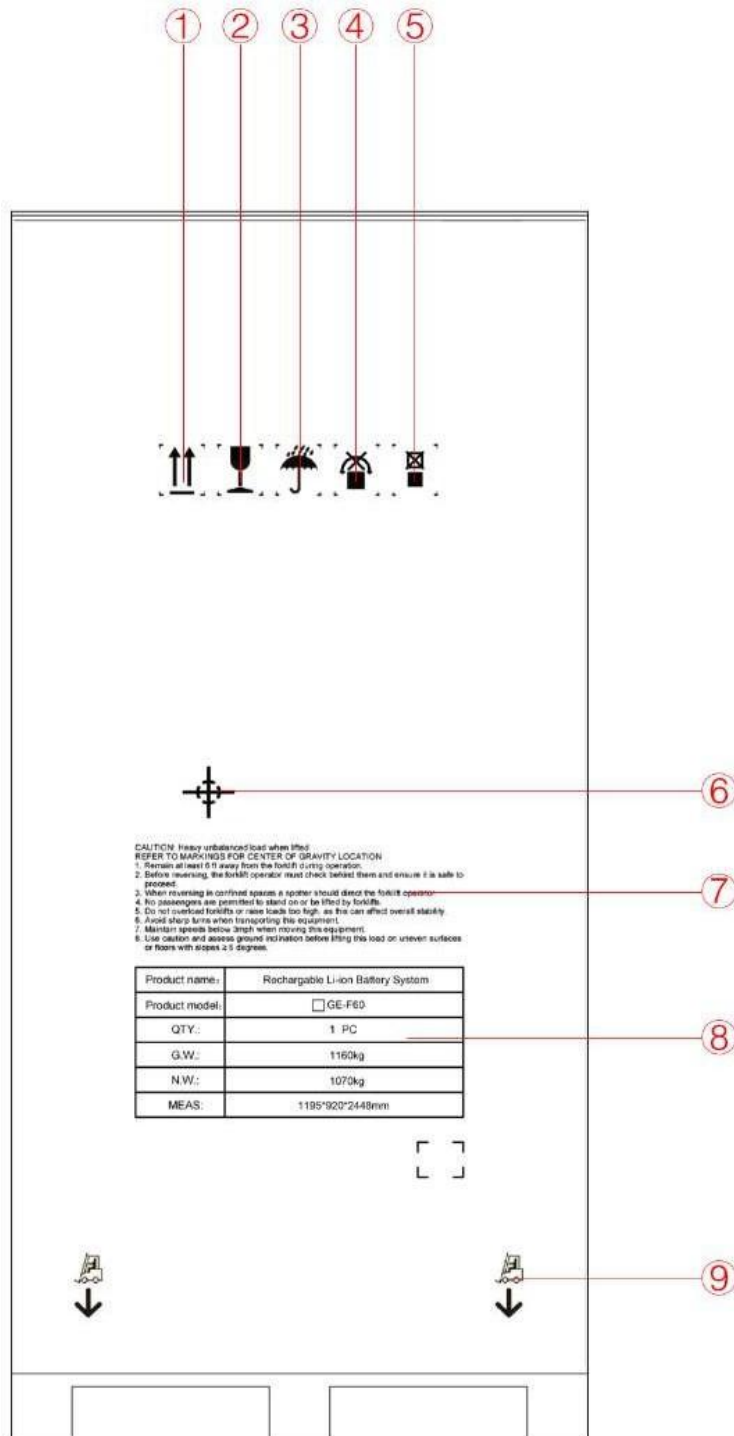 ① ② ③ ④ ⑤
⑥
CAUTION: Heavy unbalanced load when lifted
REFER TO MARKINGS FOR CENTER OF GRAVITY LOCATION
1. Remain at least 6 ft away from the forklift during operation.
2. Before reversing, the forklift operator must check behind them and ensure it is safe to
proceed.
3. When reversing in confined spaces a spotter should direct the forklift operator
⑦
4. No passengers are permitted to stand on or be lifted by forklifts.
5. Do not overload forklifts or raise loads too high, as this can affect overall stability
6. Avoid sharp turns when transporting this equipment.
7. Maintain speeds below 3mph when moving this equipment.
8. Use caution and assess ground inclination before lifting this load on uneven surfaces
or floors with slopes ≥ 5 degrees.
Product name: Rechargable Li-ion Battery System
Product model: □GE-F60
QTY.: 1 PC
⑧
G.W.: 1160kg
N.W.: 1070kg
MEAS: 1195*920*2448mm
⑨